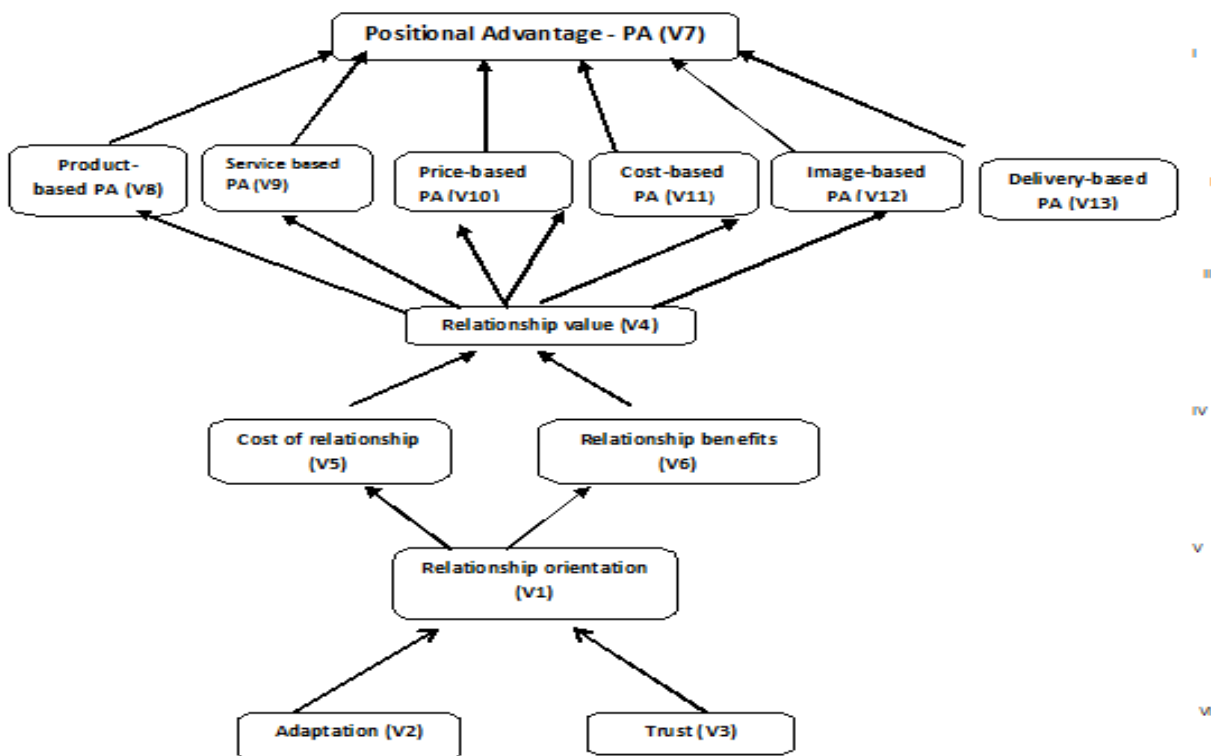 Positional Advantage - PA (V7)
I
Product-
based PA (V8)
Service based
PA (V9)
Price-based
PA (V10)
Cost-based
PA (V11)
Image-based
PA (V12)
Delivery-based
PA (V13)
Relationship value (V4)
IV
Cost of relationship
(V5)
Relationship benefits
(V6)
V
Relationship orientation
(V1)
Adaptation (V2)
Trust (V3)